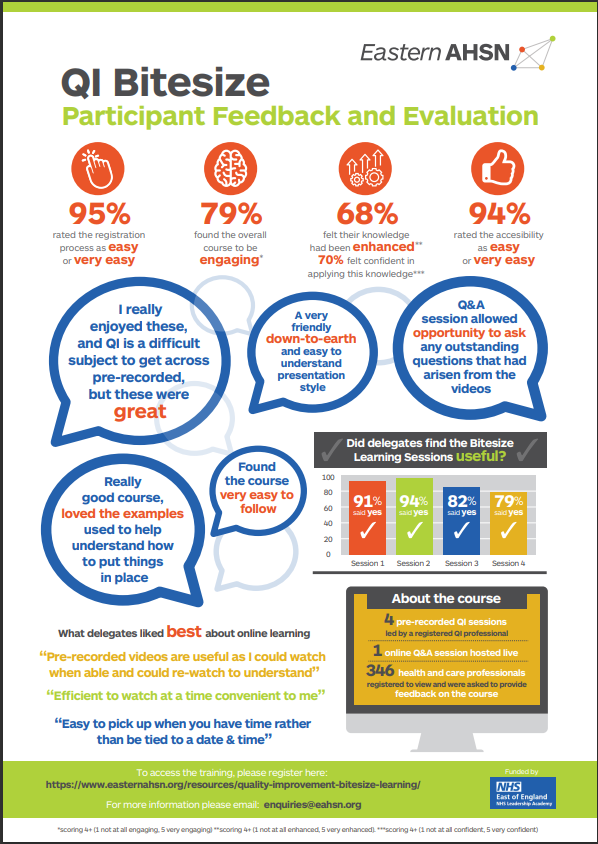 Eastern AHSN
QI Bitesize
Participant Feedback and Evaluation
95%
rated the registration
process as easy
or very easy
79%
found the overall
course to be
engaging*
68%
felt their knowledge
had been enhanced**
70% felt confident in
applying this knowledge***
94%
rated the accesibility
as easy
or very easy
I really
enjoyed these,
and QI is a difficult
subject to get across
pre-recorded,
but these were
great
A very
friendly
down-to-earth
and easy to
understand
presentation
style
Q&A
session allowed
opportunity to ask
any outstanding
questions that had
arisen from the
videos
Really
good course,
loved the examples
used to help
understand how
to put things
in place
Found
the course
very easy to
follow
Did delegates find the Bitesize
Learning Sessions useful?
100
80
60
40
20
0
91%
said yes
94%
said yes
82%
said yes
79%
said yes
Session 1
Session 2
Session 3
Session 4
What delegates liked best about online learning
“Pre-recorded videos are useful as I could watch
when able and could re-watch to understand”
“Efficient to watch at a time convenient to me”
“Easy to pick up when you have time rather
than be tied to a date & time”
About the course
4 pre-recorded QI sessions
led by a registered QI professional
1 online Q&A session hosted live
346 health and care professionals
registered to view and were asked to provide
feedback on the course
To access the training, please register here:
https://www.easternahsn.org/resources/quality-improvement-bitesize-learning/
For more information please email: enquiries@eahsn.org
Funded by
NHS
East of England
NHS Leadership Academy
*scoring 4+ (1 not at all engaging, 5 very engaging) **scoring 4+ (1 not at all enhanced, 5 very enhanced). ***scoring 4+ (1 not at all confident, 5 very confident)